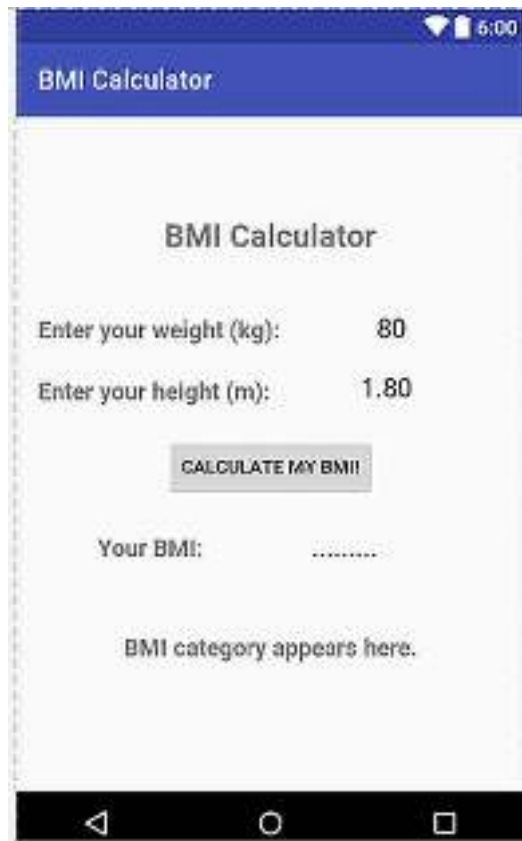 6:00
BMI Calculator
BMI Calculator
Enter your weight (kg): 80
Enter your height (m): 1.80
CALCULATE MY BMI!
Your BMI: .........
BMI category appears here.